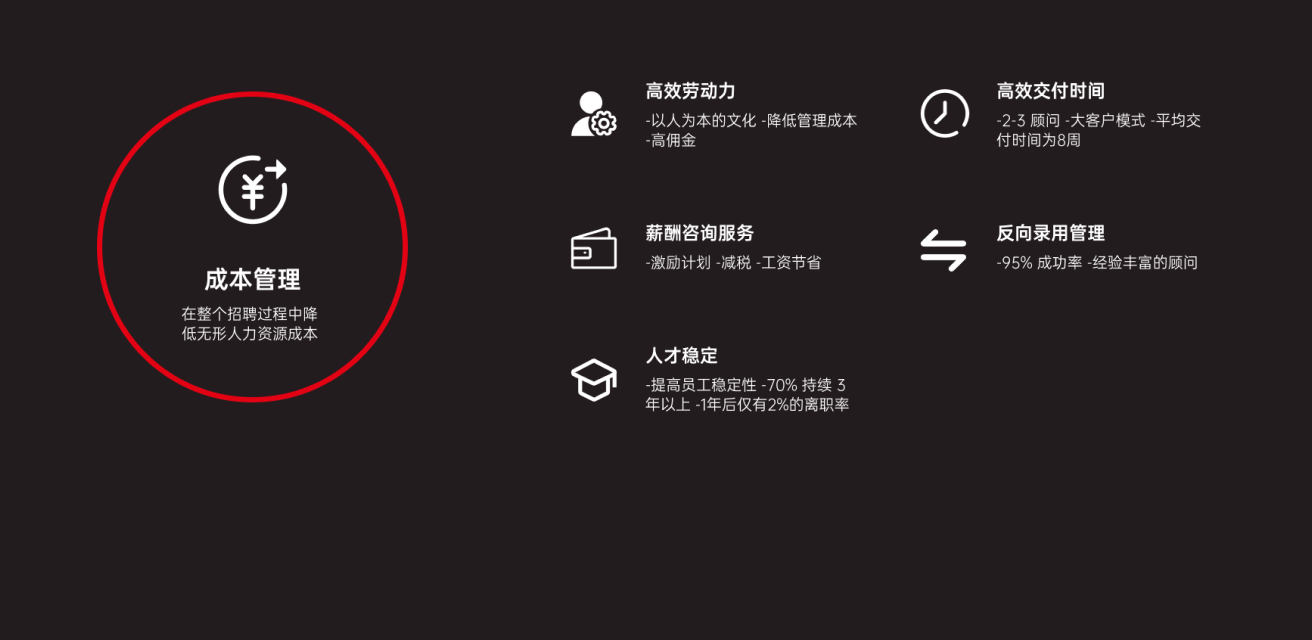 成本管理
在整个招聘过程中降
低无形人力资源成本
高效劳动力
-以人为本的文化 -降低管理成本
-高佣金
高效交付时间
-2-3 顾问 -大客户模式 -平均交
付时间为8周
薪酬咨询服务
-激励计划 -减税 -工资节省
反向录用管理
-95% 成功率 -经验丰富的顾问
人才稳定
-提高员工稳定性 -70% 持续 3
年以上 -1年后仅有2%的离职率